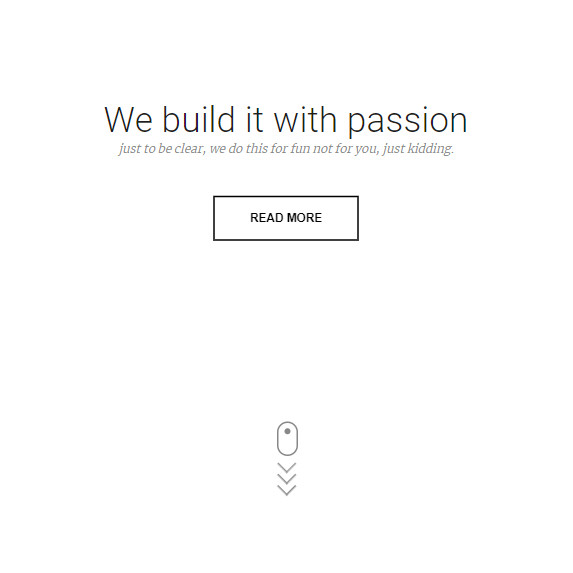 We build it with passion
just to be clear, we do this for fun not for you, just kidding.
READ MORE